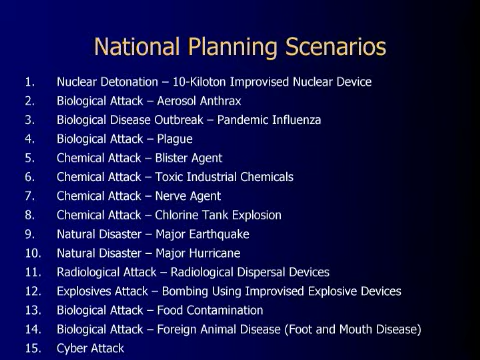 National Planning Scenarios
1. Nuclear Detonation – 10-Kiloton Improvised Nuclear Device
2. Biological Attack – Aerosol Anthrax
3. Biological Disease Outbreak – Pandemic Influenza
4. Biological Attack – Plague
5. Chemical Attack – Blister Agent
6. Chemical Attack – Toxic Industrial Chemicals
7. Chemical Attack – Nerve Agent
8. Chemical Attack – Chlorine Tank Explosion
9. Natural Disaster – Major Earthquake
10. Natural Disaster – Major Hurricane
11. Radiological Attack – Radiological Dispersal Devices
12. Explosives Attack – Bombing Using Improvised Explosive Devices
13. Biological Attack – Food Contamination
14. Biological Attack – Foreign Animal Disease (Foot and Mouth Disease)
15. Cyber Attack